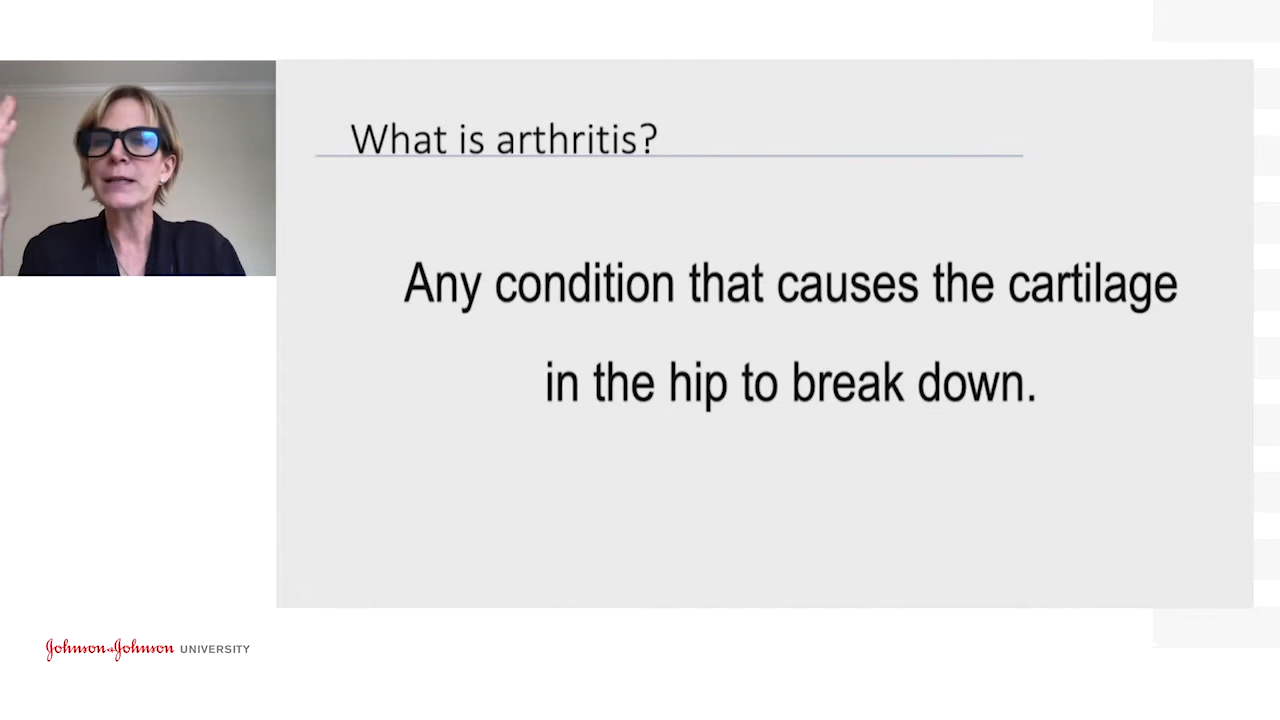 What is arthritis?
Any condition that causes the cartilage
in the hip to break down.
Johnson&Johnson UNIVERSITY